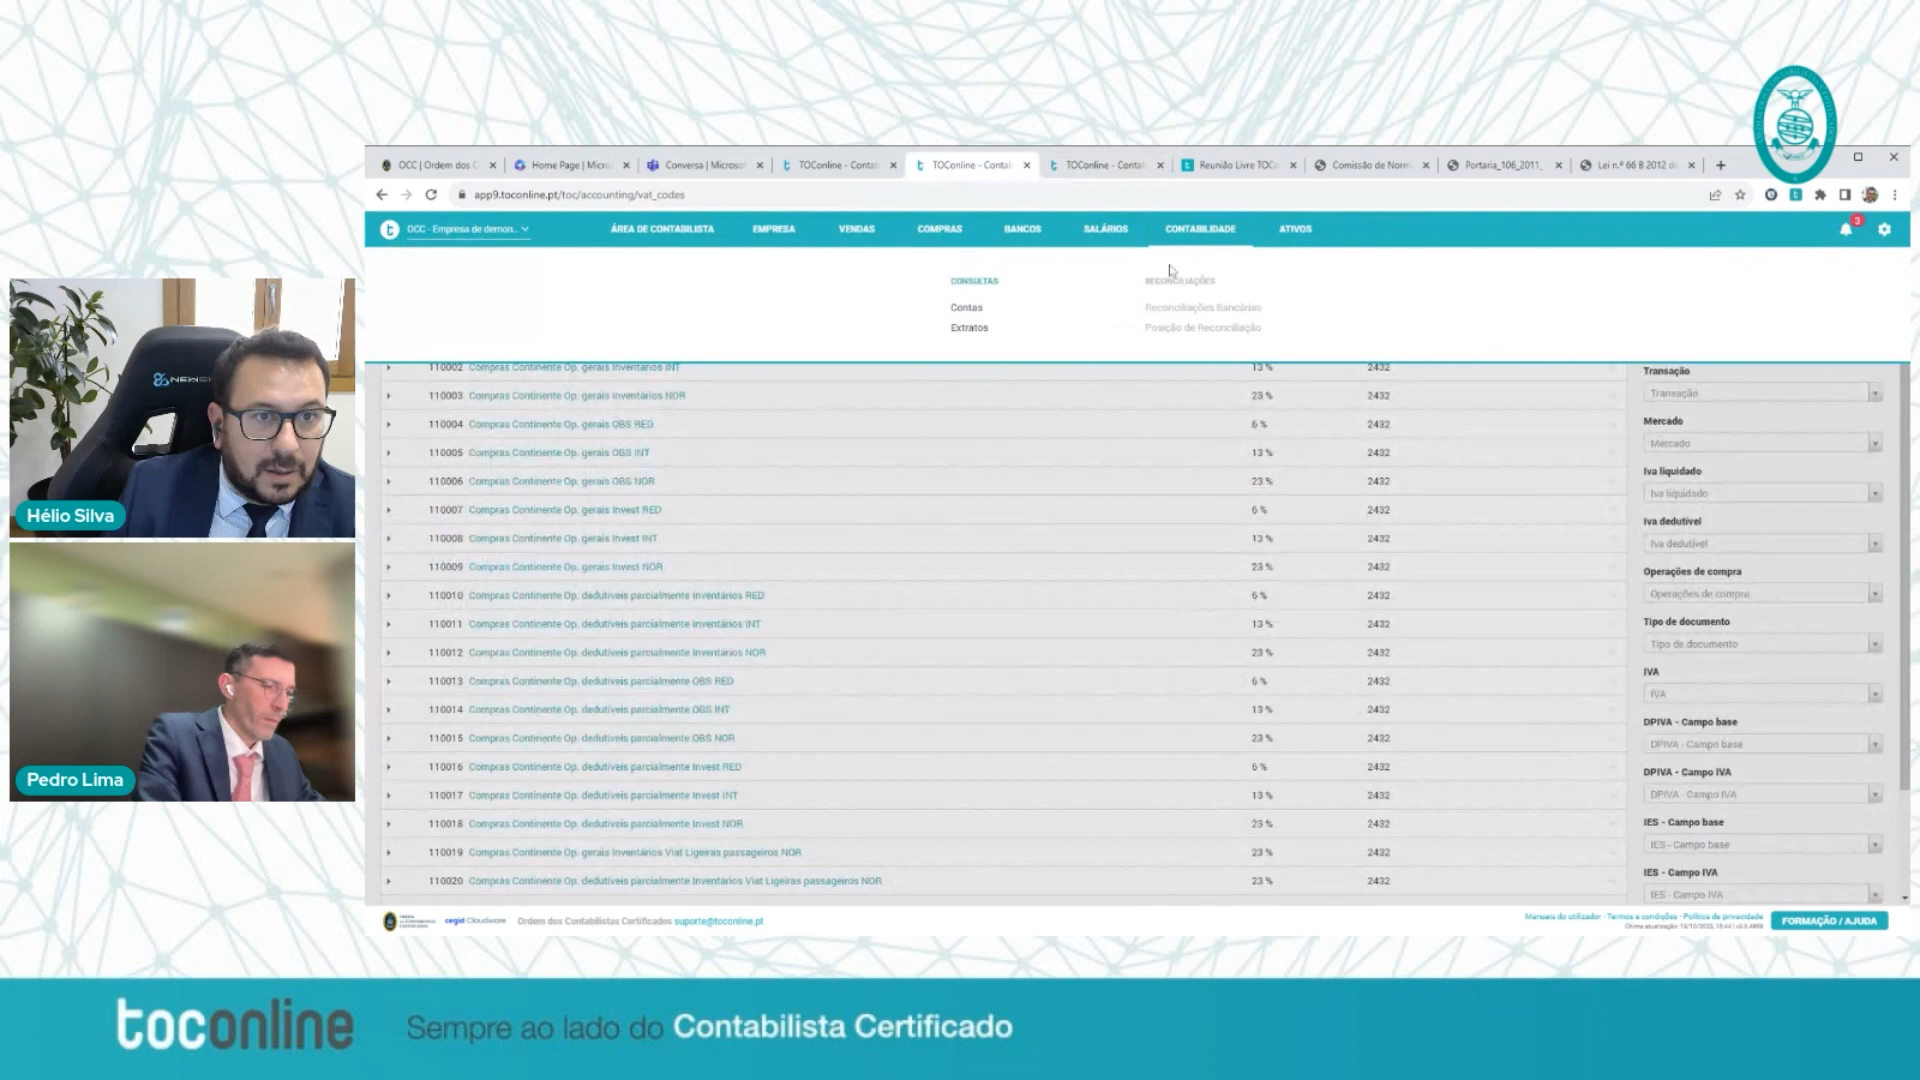 OCC | Ordem dos C
Home Page | Micro
Conversa | Microsof
TOConline - Contab
TOConline - Contab
TOConline - Contab
Reunião Livre TOCo
Comissão de Norm
Portaria_106_2011_
Lei n.º 66 B 2012 de
app9.toconline.pt/toc/accounting/vat_codes
OCC - Empresa de demon...
ÁREA DE CONTABILISTA
EMPRESA
VENDAS
COMPRAS
BANCOS
SALÁRIOS
CONTABILIDADE
ATIVOS
3
CONSULTAS
Contas
Extratos
RECONCILIAÇÕES
Reconciliações Bancárias
Posição de Reconciliação
110002 Compras Continente Op. gerais Inventários INT 13 % 2432
110003 Compras Continente Op. gerais Inventários NOR 23 % 2432
110004 Compras Continente Op. gerais OBS RED 6 % 2432
110005 Compras Continente Op. gerais OBS INT 13 % 2432
110006 Compras Continente Op. gerais OBS NOR 23 % 2432
110007 Compras Continente Op. gerais Invest RED 6 % 2432
110008 Compras Continente Op. gerais Invest INT 13 % 2432
110009 Compras Continente Op. gerais Invest NOR 23 % 2432
110010 Compras Continente Op. dedutíveis parcialmente Inventários RED 6 % 2432
110011 Compras Continente Op. dedutíveis parcialmente Inventários INT 13 % 2432
110012 Compras Continente Op. dedutíveis parcialmente Inventários NOR 23 % 2432
110013 Compras Continente Op. dedutíveis parcialmente OBS RED 6 % 2432
110014 Compras Continente Op. dedutíveis parcialmente OBS INT 13 % 2432
110015 Compras Continente Op. dedutíveis parcialmente OBS NOR 23 % 2432
110016 Compras Continente Op. dedutíveis parcialmente Invest RED 6 % 2432
110017 Compras Continente Op. dedutíveis parcialmente Invest INT 13 % 2432
110018 Compras Continente Op. dedutíveis parcialmente Invest NOR 23 % 2432
110019 Compras Continente Op. gerais Inventários Viat Ligeiras passageiros NOR 23 % 2432
110020 Compras Continente Op. dedutíveis parcialmente Inventários Viat Ligeiras passageiros NOR 23 % 2432
Transação
Transação
Mercado
Mercado
Iva liquidado
Iva liquidado
Iva dedutível
Iva dedutível
Operações de compra
Operações de compra
Tipo de documento
Tipo de documento
IVA
IVA
DPIVA - Campo base
DPIVA - Campo base
DPIVA - Campo IVA
DPIVA - Campo IVA
IES - Campo base
IES - Campo base
IES - Campo IVA
IES - Campo IVA
cegid Cloudware
Ordem dos Contabilistas Certificados suporte@toconline.pt
Manuais do utilizador - Termos e condições - Política de privacidade
FORMAÇÃO / AJUDA
Hélio Silva
Pedro Lima
toconline
Sempre ao lado do Contabilista Certificado